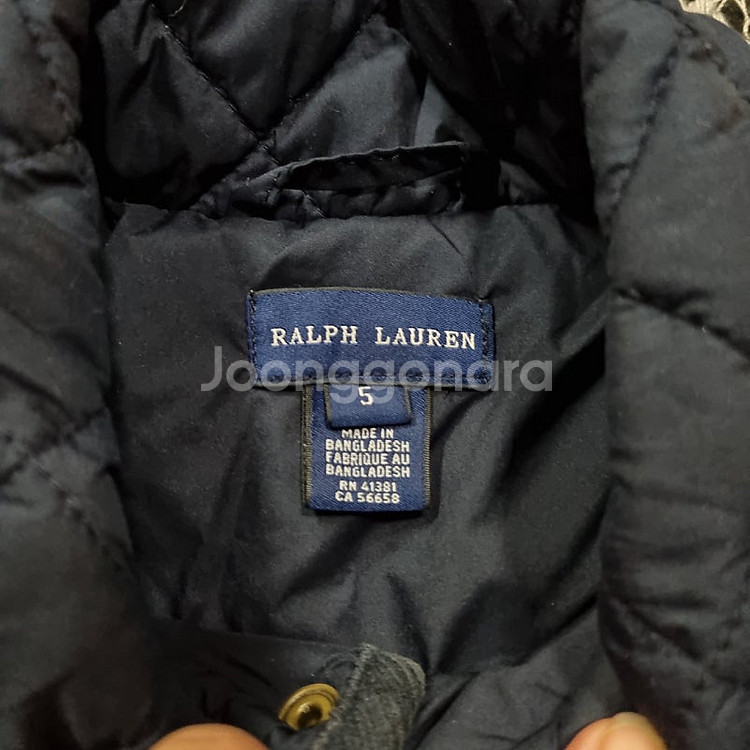 RALPH LAUREN
Joonggonara
5
MADE IN
BANGLADESH
FABRIQUE AU
BANGLADESH
RN 41381
CA 56658